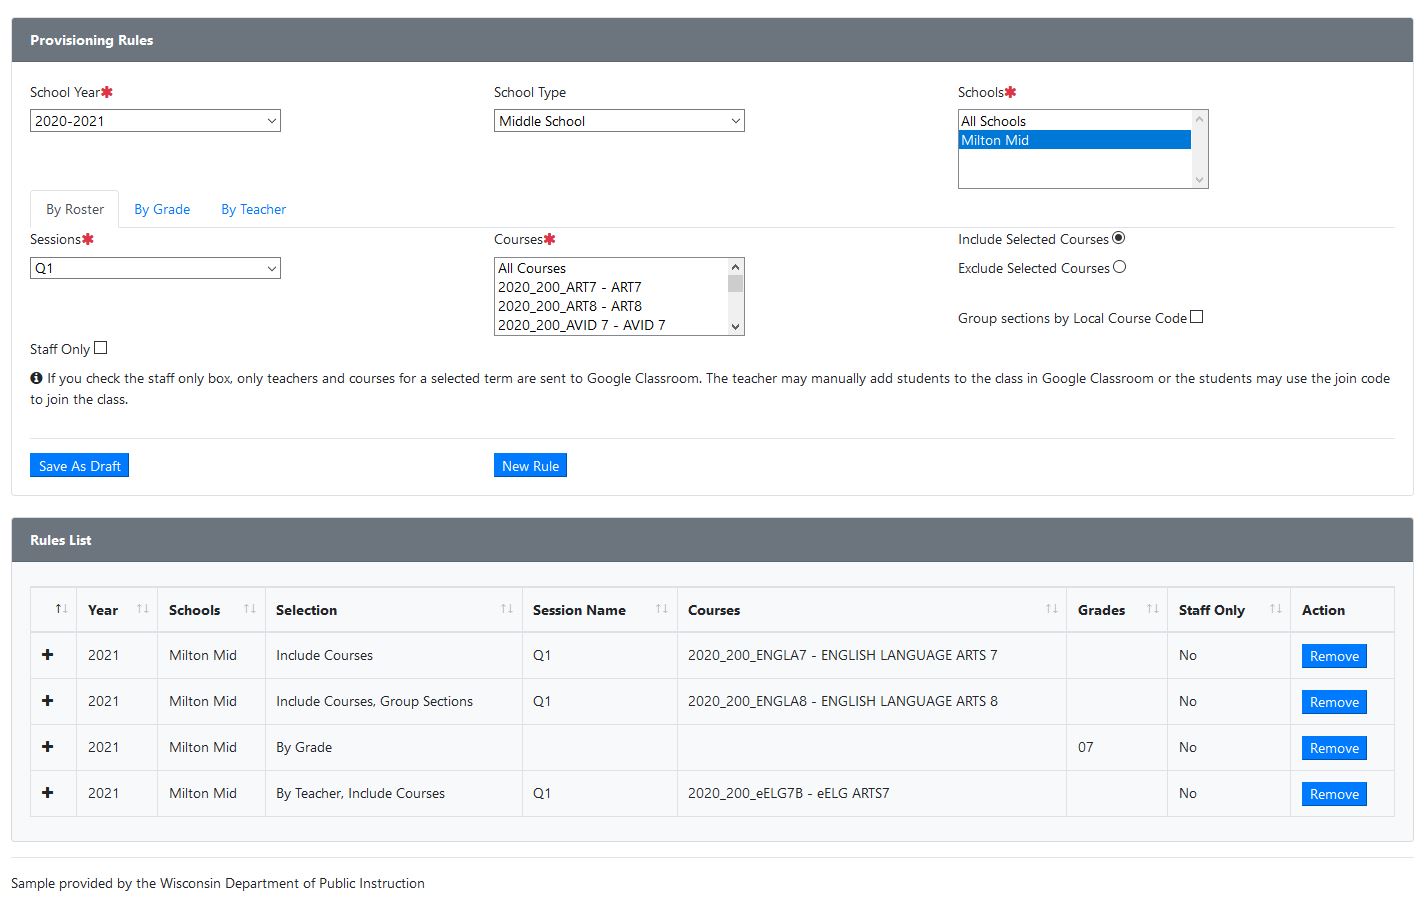 Provisioning Rules
School Year✱ School Type Schools✱
2020-2021 Middle School All Schools
Milton Mid
By Roster By Grade By Teacher
Sessions✱ Courses✱ Include Selected Courses
Q1 All Courses Exclude Selected Courses
2020_200_ART7 - ART7
2020_200_ART8 - ART8
2020_200_AVID 7 - AVID 7 Group sections by Local Course Code
Staff Only
If you check the staff only box, only teachers and courses for a selected term are sent to Google Classroom. The teacher may manually add students to the class in Google Classroom or the students may use the join code
to join the class.
Save As Draft New Rule
Rules List
Year Schools Selection Session Name Courses Grades Staff Only Action
2021 Milton Mid Include Courses Q1 2020_200_ENGLA7 - ENGLISH LANGUAGE ARTS 7 No Remove
2021 Milton Mid Include Courses, Group Sections Q1 2020_200_ENGLA8 - ENGLISH LANGUAGE ARTS 8 No Remove
2021 Milton Mid By Grade 07 No Remove
2021 Milton Mid By Teacher, Include Courses Q1 2020_200_eELG7B - eELG ARTS7 No Remove
Sample provided by the Wisconsin Department of Public Instruction